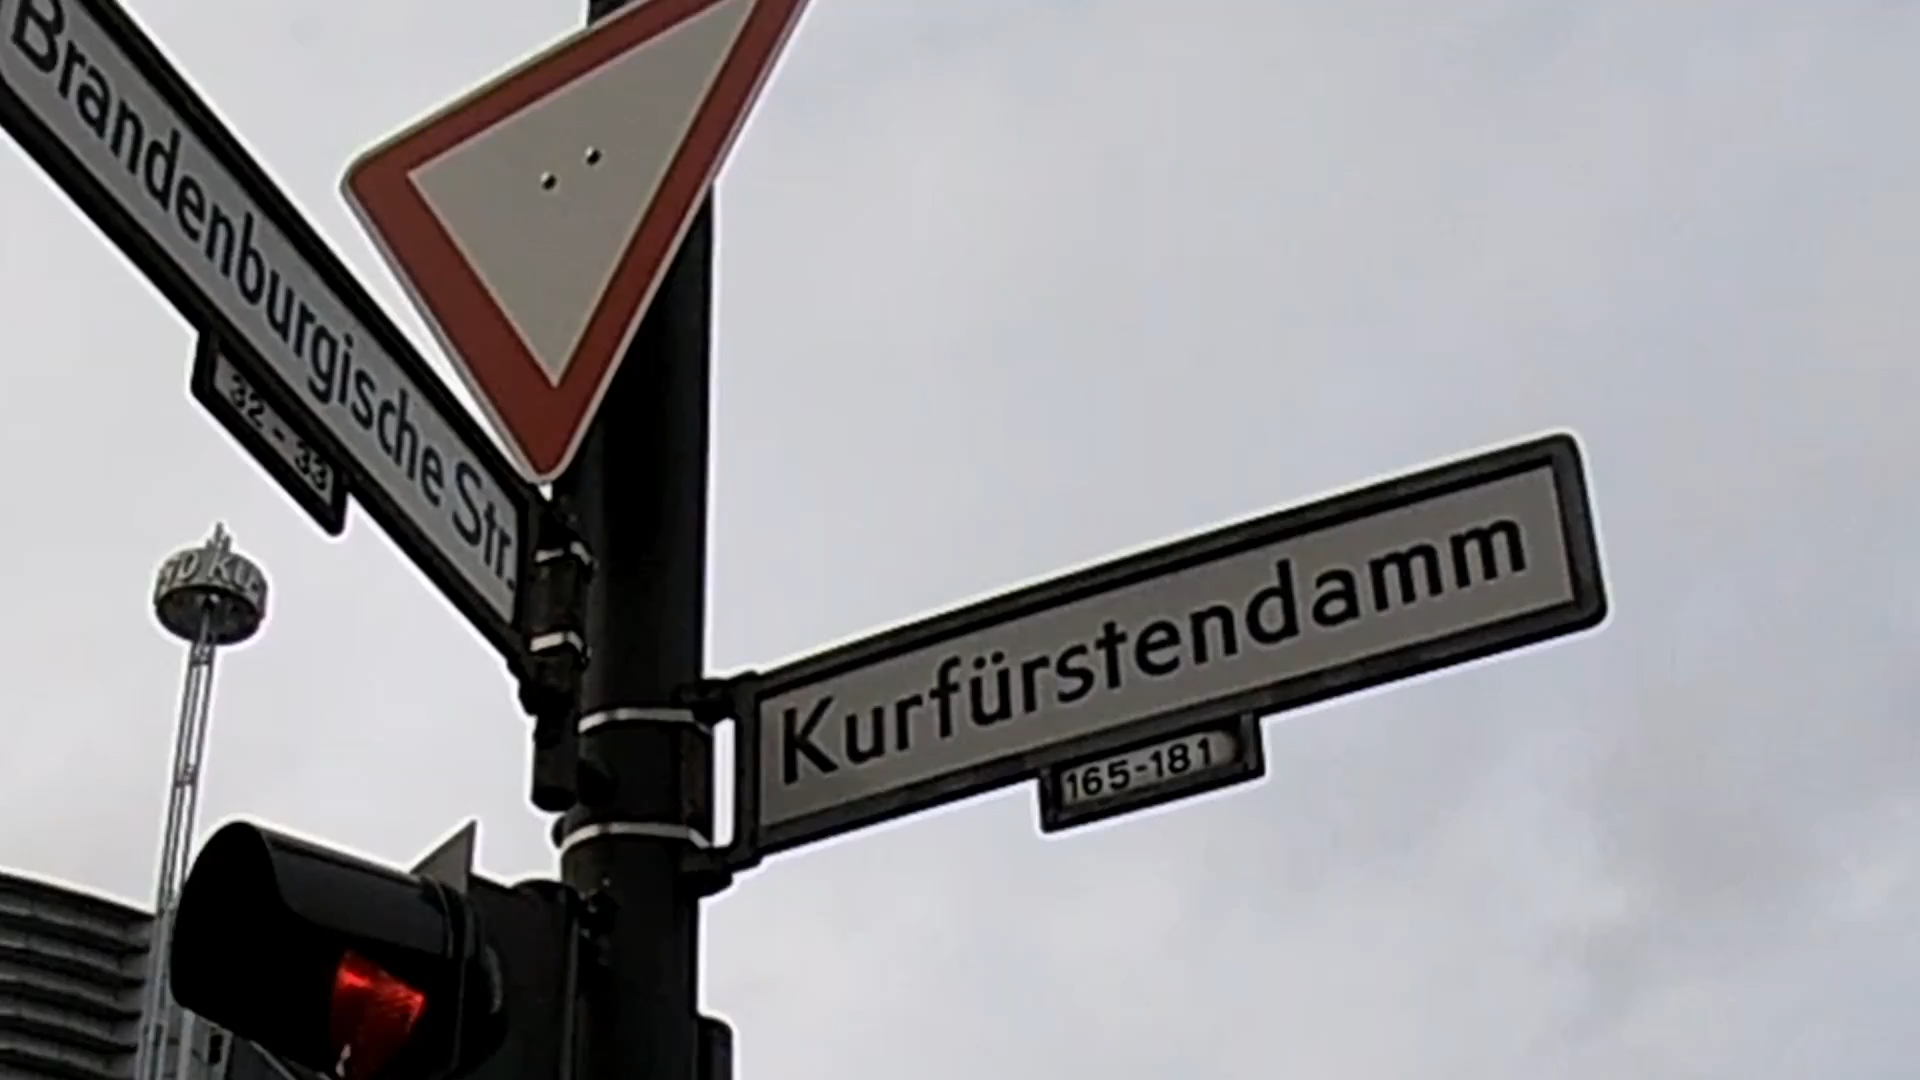 Brandenburgische Str.
32 - 33
Kurfürstendamm
165-181